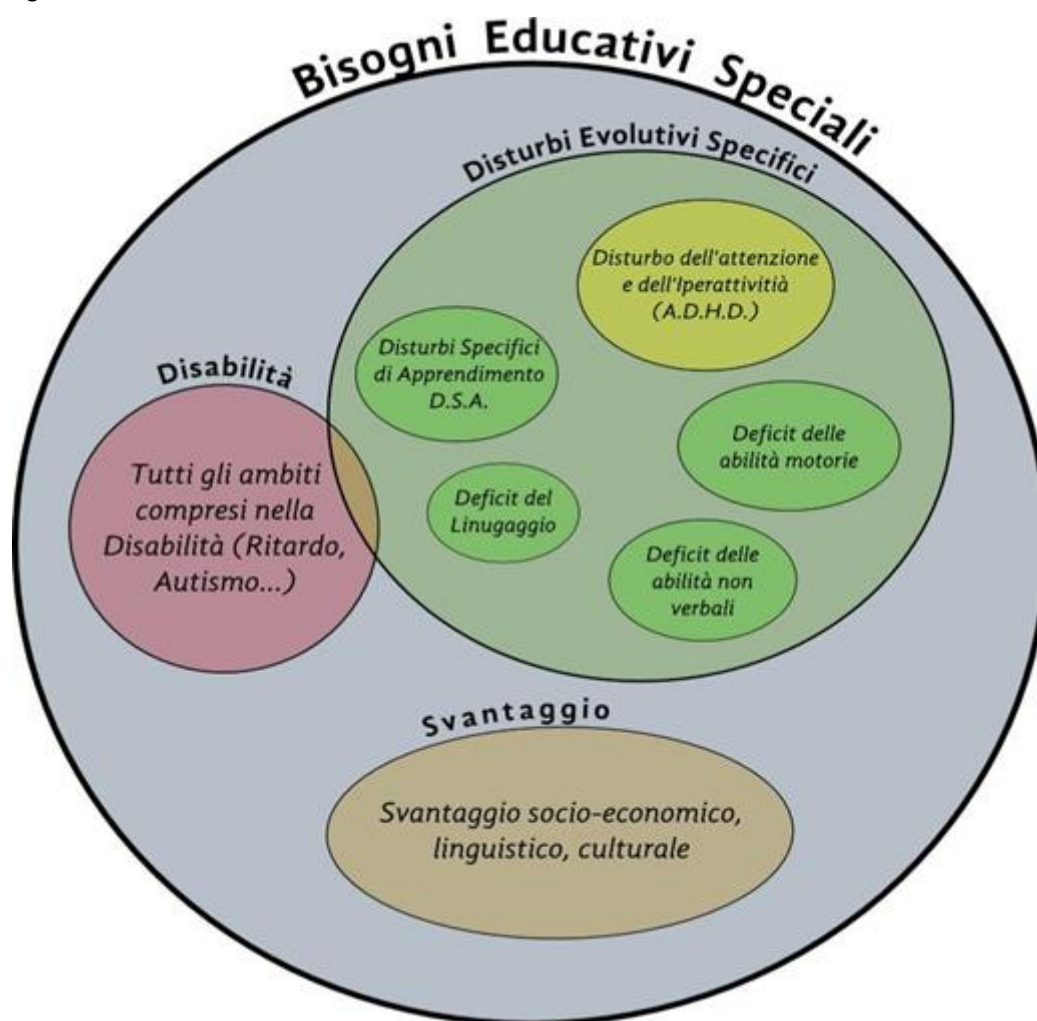 Bisogni Educativi Speciali
Disturbi Evolutivi Specifici
Disturbo dell'attenzione
e dell'Iperattivitià
(A.D.H.D.)
Disturbi Specifici
di Apprendimento
D.S.A.
Disabilità
Deficit delle
abilità motorie
Tutti gli ambiti
compresi nella
Disabilità (Ritardo,
Autismo...)
Deficit del
Linugaggio
Deficit delle
abilità non
verbali
Svantaggio
Svantaggio socio-economico,
linguistico, culturale